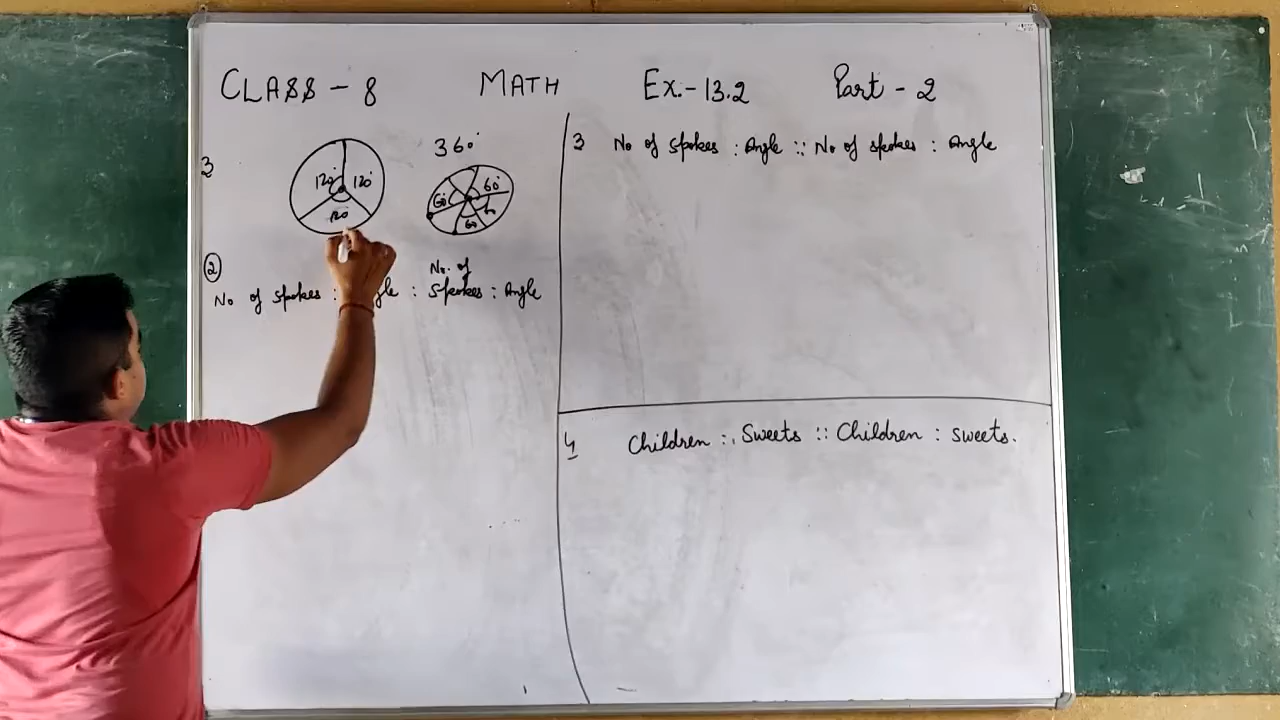 CLASS - 8 MATH Ex.- 13.2 Part - 2
3
120° 120°
120
360°
60° 60° 60
②
No of spokes : : No. of Spokes : Angle
3 No of spokes : Angle :: No of spokes : Angle
4 Children :. Sweets :: Children : sweets.